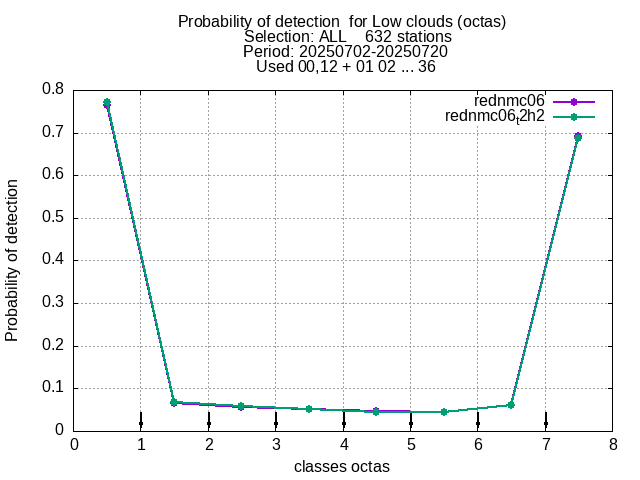 Probability of detection  for Low clouds (octas)
Selection: ALL    632 stations
Period: 20250702-20250720
Used 00,12 + 01 02 ... 36
rednmc06
rednmc06t2h2
Probability of detection
0.8
0.7
0.6
0.5
0.4
0.3
0.2
0.1
0
0 1 2 3 4 5 6 7 8
classes octas